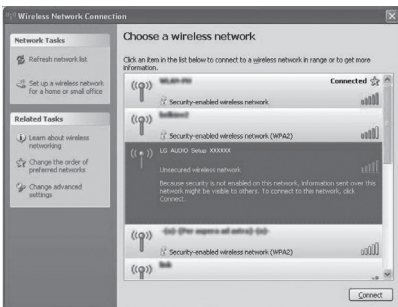 Wireless Network Connection
Network Tasks
Refresh network list
Set up a wireless network
for a home or small office
Related Tasks
Learn about wireless
networking
Change the order of
preferred networks
Change advanced
settings
Choose a wireless network
Click an item in the list below to connect to a wireless network in range or to get more
information.
Connected
Security-enabled wireless network
Security-enabled wireless network (WPA2)
LG AUDIO Setup XXXXXX
Unsecured wireless network
Because security is not enabled on this network, information sent over this
network might be visible to others. To connect to this network, click
Connect.
Security-enabled wireless network (WPA2)
Connect